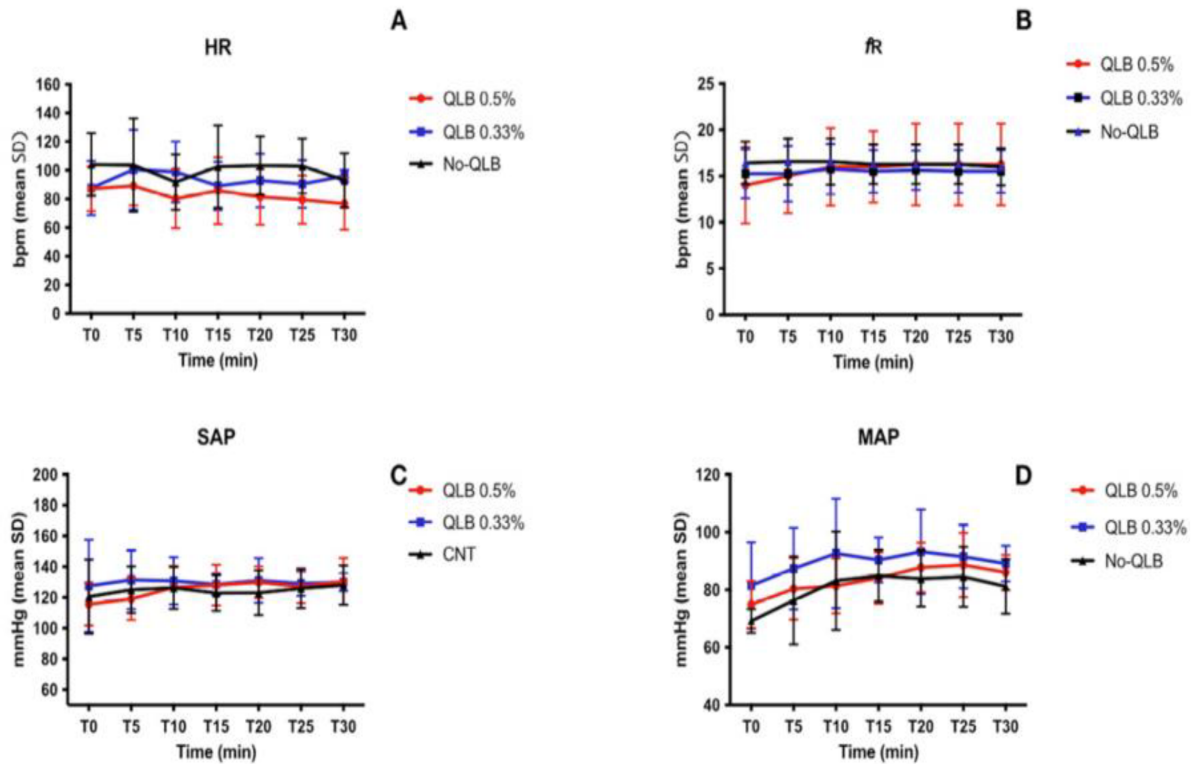 A
HR
160
140
120
100
80
60
40
20
0
bpm (mean SD)
T0 T5 T10 T15 T20 T25 T30
Time (min)
QLB 0.5%
QLB 0.33%
No-QLB
B
fR
25
20
15
10
5
0
bpm (mean SD)
T0 T5 T10 T15 T20 T25 T30
Time (min)
QLB 0.5%
QLB 0.33%
No-QLB
SAP
C
200
180
160
140
120
100
80
60
mmHg (mean SD)
T0 T5 T10 T15 T20 T25 T30
Time (min)
QLB 0.5%
QLB 0.33%
CNT
MAP
D
120
100
80
60
40
mmHg (mean SD)
T0 T5 T10 T15 T20 T25 T30
Time (min)
QLB 0.5%
QLB 0.33%
No-QLB